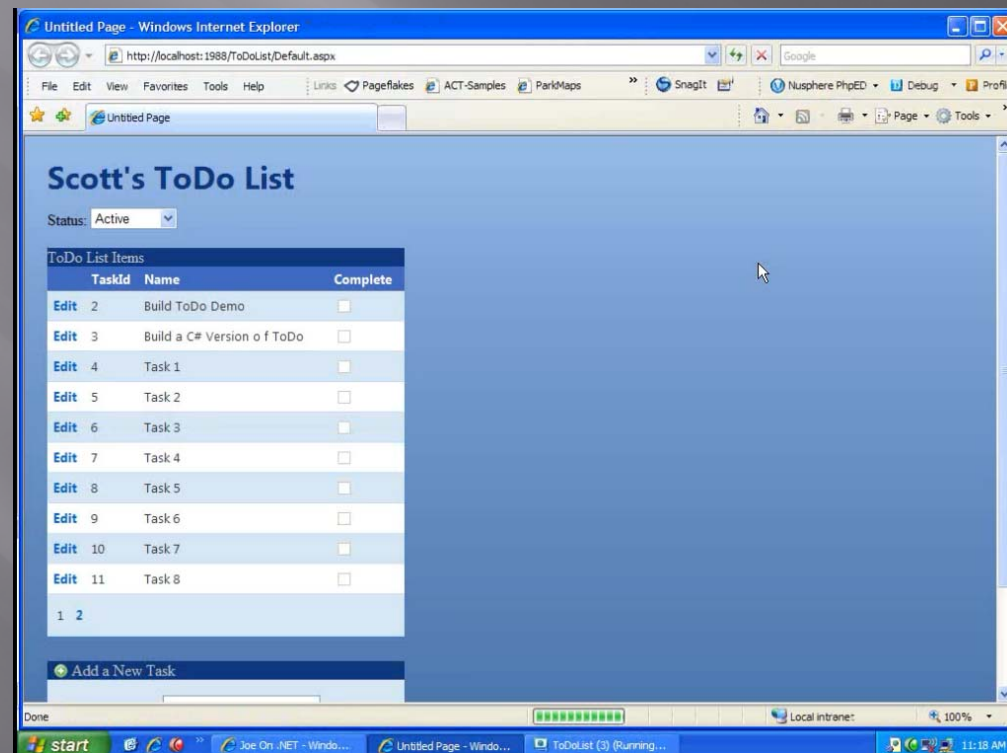 Untitled Page - Windows Internet Explorer
http://localhost:1988/ToDoList/Default.aspx
Google
File Edit View Favorites Tools Help Links Pageflakes ACT-Samples ParkMaps » SnagIt Nusphere PhpED Debug Profi
Untitled Page Page Tools »
Scott's ToDo List
Status: Active
ToDo List Items
TaskId Name Complete
Edit 2 Build ToDo Demo
Edit 3 Build a C# Version o f ToDo
Edit 4 Task 1
Edit 5 Task 2
Edit 6 Task 3
Edit 7 Task 4
Edit 8 Task 5
Edit 9 Task 6
Edit 10 Task 7
Edit 11 Task 8
1 2
Add a New Task
Done Local intranet 100%
start » Joe On .NET - Windo... Untitled Page - Windo... ToDoList (3) (Running... 11:18 AM